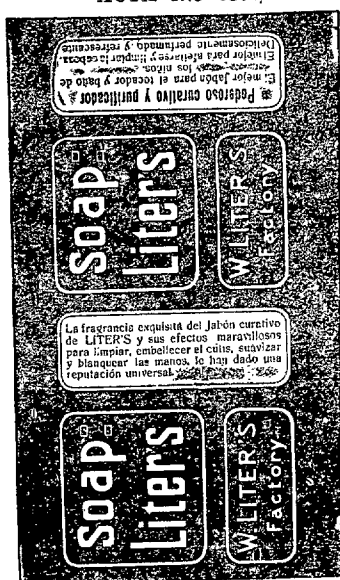 Poderoso curativo y purificador
El mejor Jabón para el tocador y baño de
los niños.
El mejor para afeitarse y limpiar la cabeza.
Deliciosamente perfumado y refrescante
Soap
Liter's
W LITER'S
Factory.
La fragrancia exquisita del Jabón curativo
de LITER'S y sus efectos maravillosos
para limpiar, embellecer el cutis, suavizar
y blanquear las manos, le han dado una
reputación universal.
Soap
Liter's
W LITER'S
Factory.